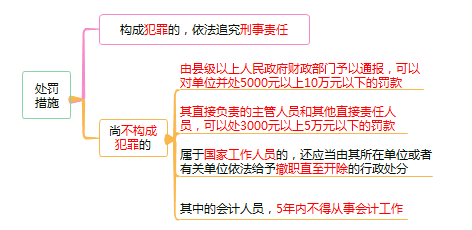 处罚
措施
构成犯罪的，依法追究刑事责任
尚不构成
犯罪的
由县级以上人民政府财政部门予以通报，可以
对单位并处5000元以上10万元以下的罚款
其直接负责的主管人员和其他直接责任人
员，可以处3000元以上5万元以下的罚款
属于国家工作人员的，还应当由其所在单位或者
有关单位依法给予撤职直至开除的行政处分
其中的会计人员，5年内不得从事会计工作